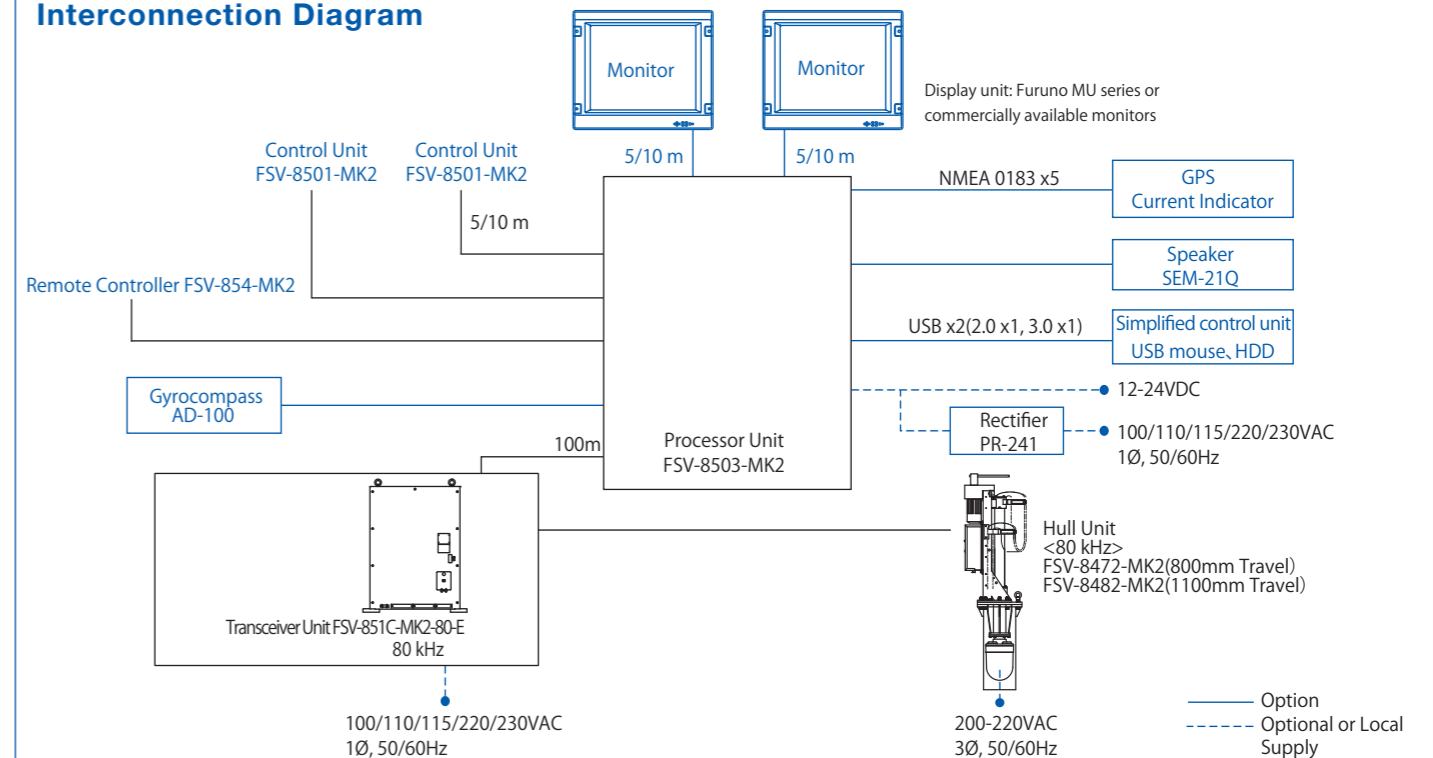 Interconnection Diagram
Monitor
Monitor
Display unit: Furuno MU series or
commercially available monitors
Control Unit
FSV-8501-MK2
Control Unit
FSV-8501-MK2
5/10 m
5/10 m
5/10 m
NMEA 0183 x5
GPS
Current Indicator
Speaker
SEM-21Q
Remote Controller FSV-854-MK2
USB x2(2.0 x1, 3.0 x1)
Simplified control unit
USB mouse、HDD
12-24VDC
Gyrocompass
AD-100
Rectifier
PR-241
100/110/115/220/230VAC
1Ø, 50/60Hz
100m
Processor Unit
FSV-8503-MK2
Hull Unit
<80 kHz>
FSV-8472-MK2(800mm Travel)
FSV-8482-MK2(1100mm Travel)
Transceiver Unit FSV-851C-MK2-80-E
80 kHz
100/110/115/220/230VAC
1Ø, 50/60Hz
200-220VAC
3Ø, 50/60Hz
Option
Optional or Local
Supply